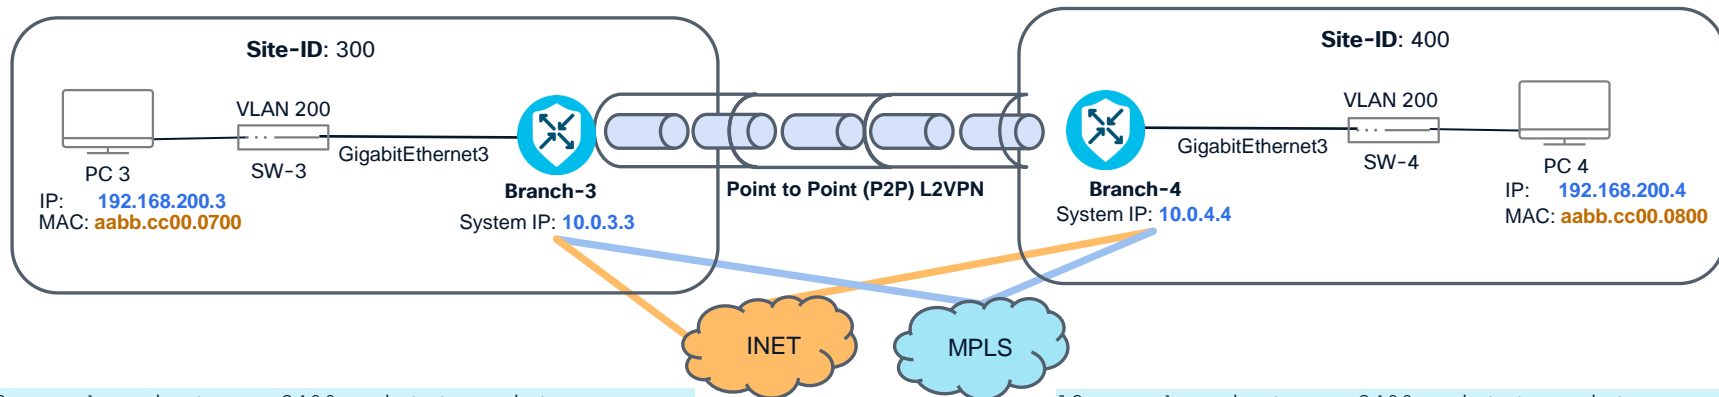 Site-ID: 300
Site-ID: 400
VLAN 200
VLAN 200
GigabitEthernet3
GigabitEthernet3
PC 3
SW-3
SW-4
PC 4
IP: 192.168.200.3
MAC: aabb.cc00.0700
Branch-3
System IP: 10.0.3.3
Point to Point (P2P) L2VPN
Branch-4
System IP: 10.0.4.4
IP: 192.168.200.4
MAC: aabb.cc00.0800
INET
MPLS